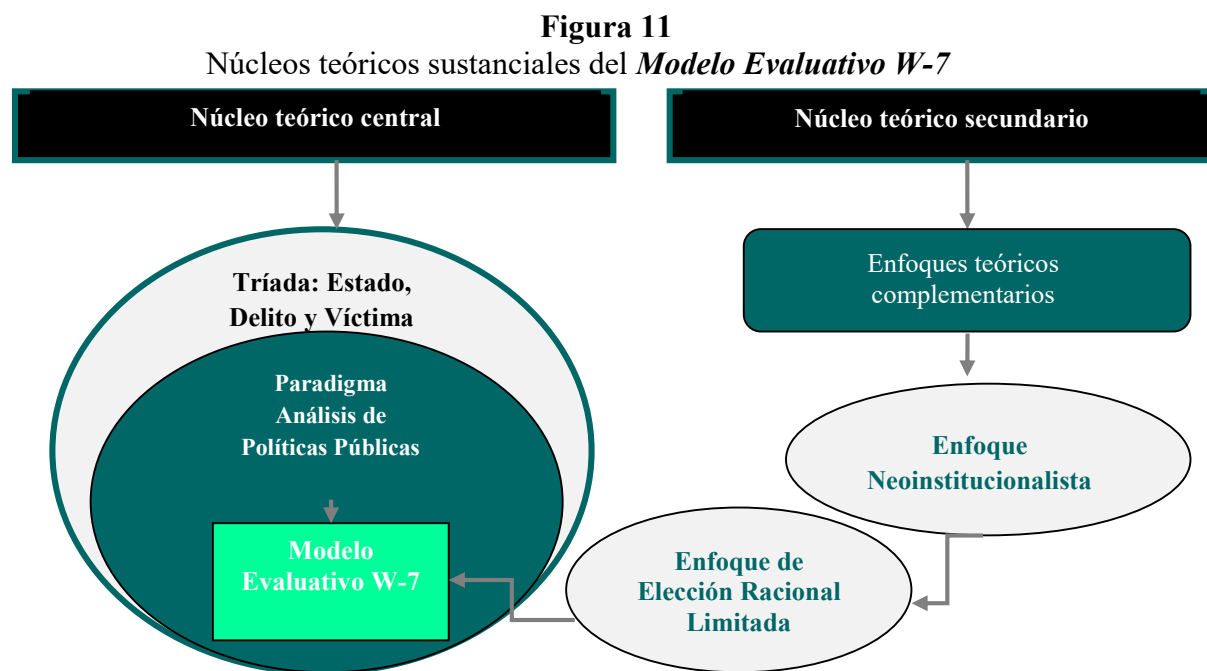 Figura 11
Núcleos teóricos sustanciales del Modelo Evaluativo W-7
Núcleo teórico central
Núcleo teórico secundario
Tríada: Estado,
Delito y Víctima
Paradigma
Análisis de
Políticas Públicas
Modelo
Evaluativo W-7
Enfoques teóricos
complementarios
Enfoque
Neoinstitucionalista
Enfoque de
Elección Racional
Limitada